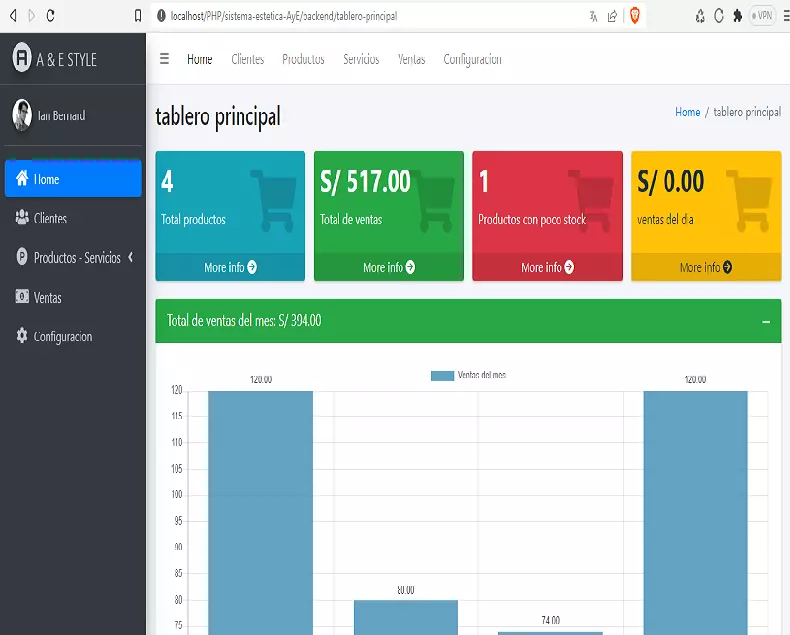 localhost/PHP/sistema-estetica-AyE/backend/tablero-principal
VPN
A & E STYLE
Home Clientes Productos Servicios Ventas Configuracion
Ian Bernard
tablero principal
Home / tablero principal
Home
Clientes
Productos - Servicios
Ventas
Configuracion
4
Total productos
More info
S/ 517.00
Total de ventas
More info
1
Productos con poco stock
More info
S/ 0.00
ventas del dia
More info
Total de ventas del mes: S/ 394.00
Ventas del mes
120.00
120.00
80.00
74.00
120
115
110
105
100
95
90
85
80
75